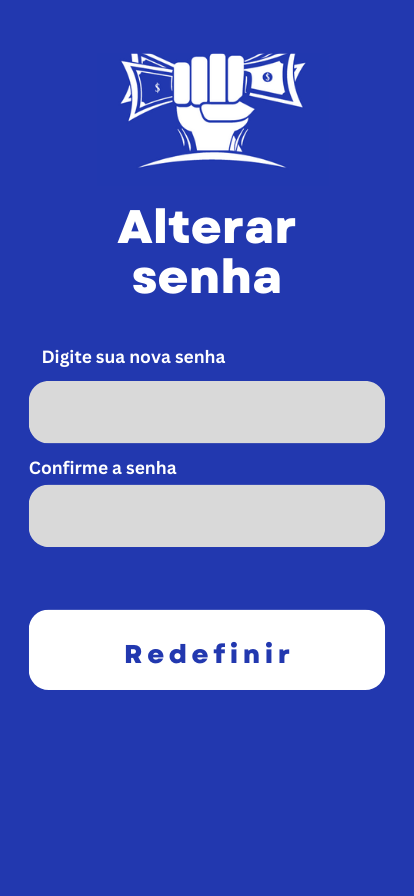 $ $
Alterar
senha
Digite sua nova senha
Confirme a senha
Redefinir